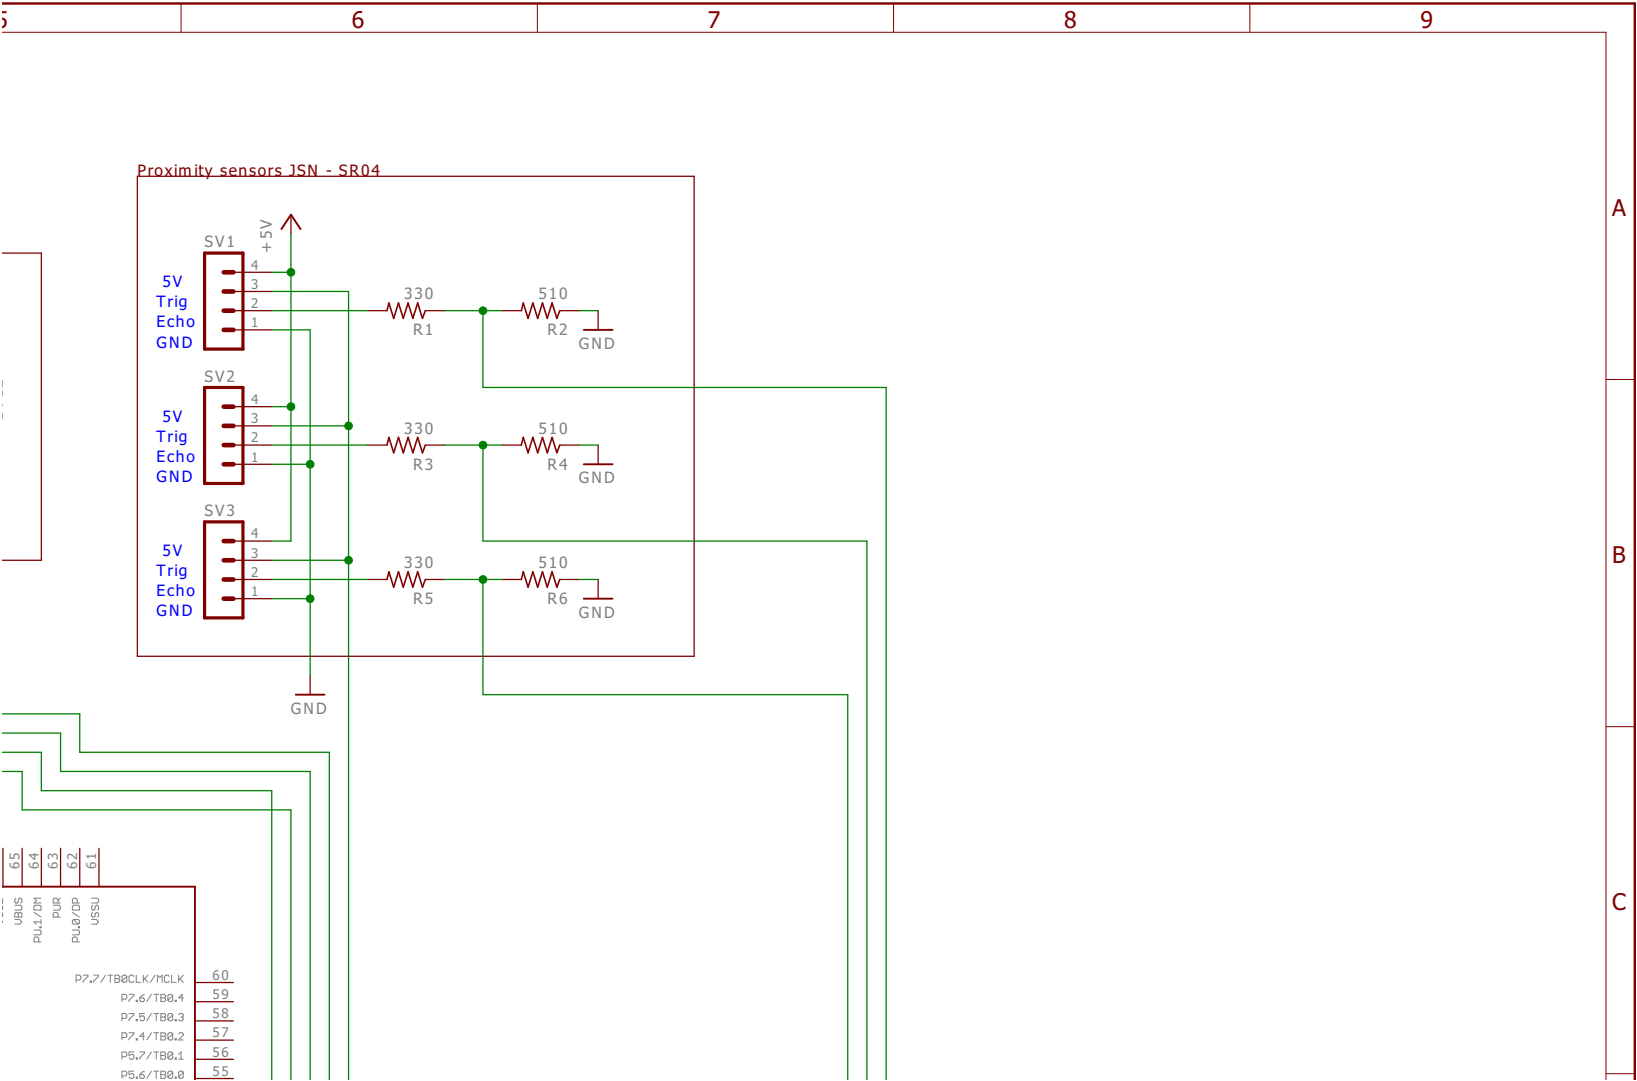 6
7
8
9
A
B
C
Proximity sensors JSN - SR04
+5V
SV1
5V
Trig
Echo
GND
4
3
2
1
330
R1
510
R2
GND
SV2
5V
Trig
Echo
GND
4
3
2
1
330
R3
510
R4
GND
SV3
5V
Trig
Echo
GND
4
3
2
1
330
R5
510
R6
GND
GND
65
64
63
62
61
VBUS
PU.1/DM
PUR
PU.0/DP
VSSU
P7.7/TB0CLK/MCLK 60
P7.6/TB0.4 59
P7.5/TB0.3 58
P7.4/TB0.2 57
P5.7/TB0.1 56
P5.6/TB0.0 55